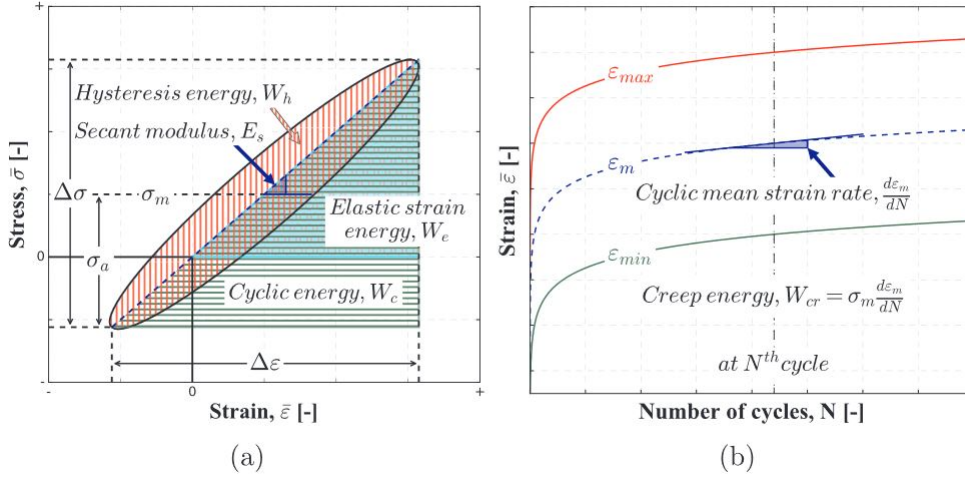 +
Hysteresis energy, W_h
Secant modulus, E_s
Δσ
σ_m
Elastic strain
energy, W_e
0
σ_a
Cyclic energy, W_c
Δε
-
0
+
Stress, σ̄ [-]
Strain, ε̄ [-]
(a)
ε_max
ε_m
Cyclic mean strain rate, dε_m/dN
ε_min
Creep energy, W_cr = σ_m dε_m/dN
at N^th cycle
Strain, ε̄ [-]
Number of cycles, N [-]
(b)